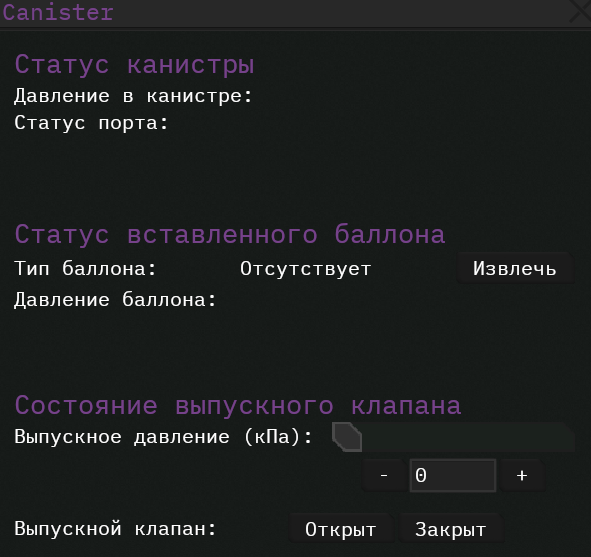 Canister
Статус канистры
Давление в канистре:
Статус порта:
Статус вставленного баллона
Тип баллона: Отсутствует Извлечь
Давление баллона:
Состояние выпускного клапана
Выпускное давление (кПа):
- 0 +
Выпускной клапан: Открыт Закрыт